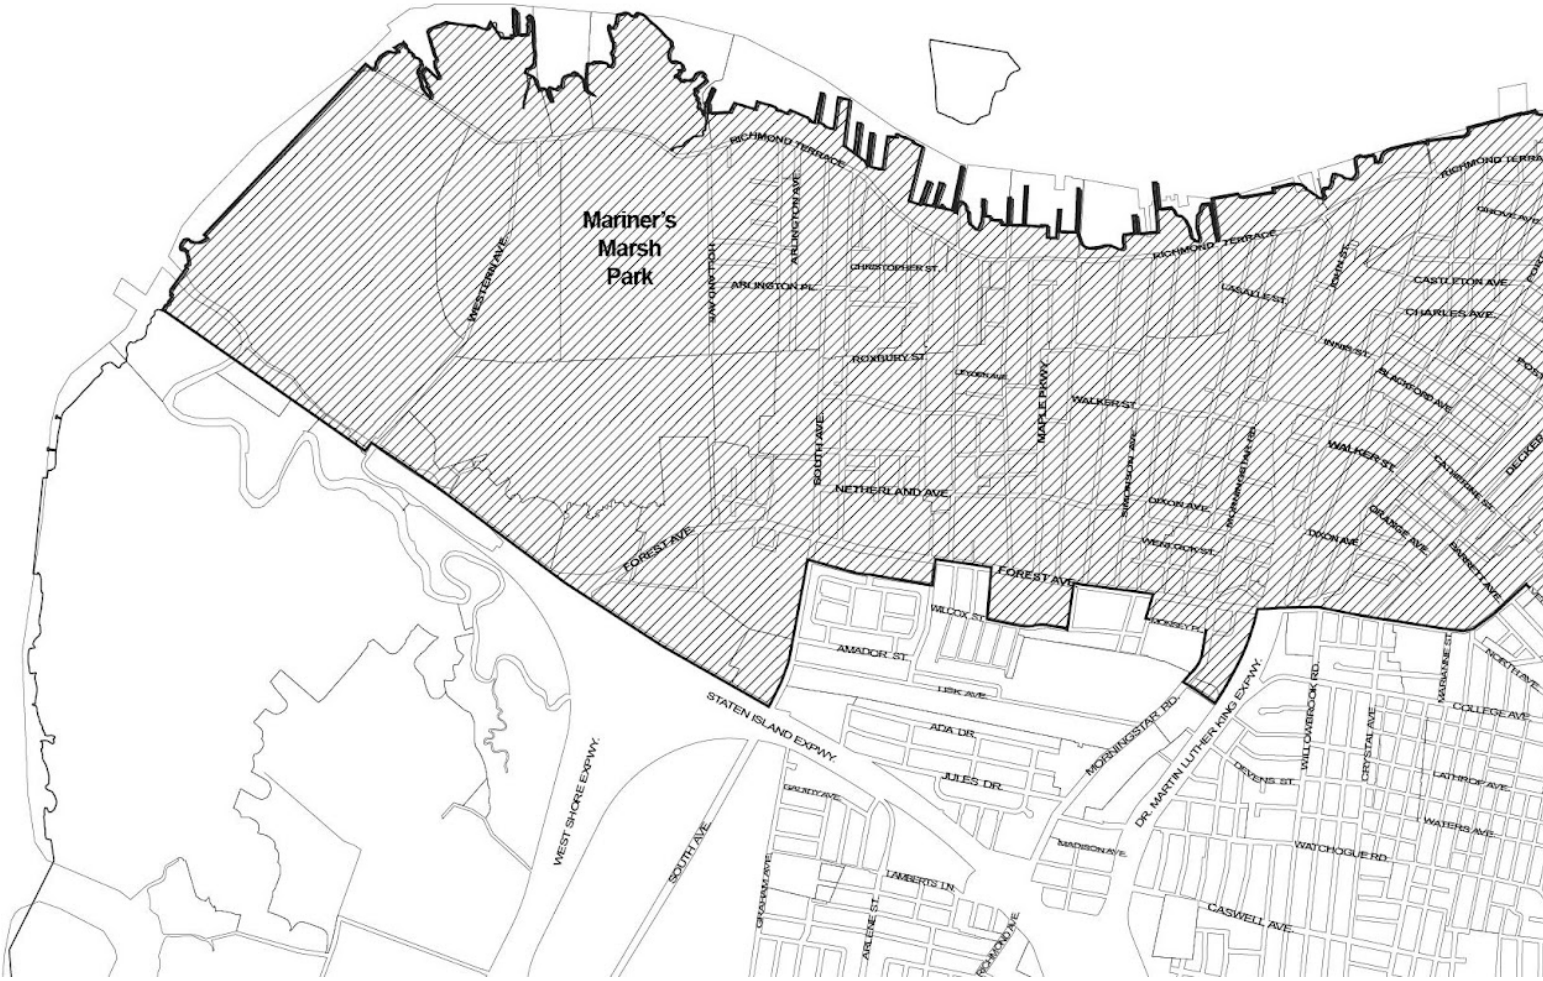 RICHMOND TERRACE
RICHMOND TERRA
ARLINGTON AVE.
GROVE AVE.
Mariner's
Marsh
Park
WESTERN AVE.
HOLLAND AVE.
RICHMOND TERRACE
JOHN ST.
CHRISTOPHER ST.
ARLINGTON PL.
LASALLE ST.
CASTLETON AVE.
CHARLES AVE.
INNIS ST.
ROXBURY ST.
LEYDEN AVE.
POST
BLACKFORD AVE.
MAPLE PKWY.
WALKER ST.
SOUTH AVE.
SIMONSON AVE.
MORNINGSTAR RD.
WALKER ST.
DECKER
CATHERINE ST.
NETHERLAND AVE.
DIXON AVE.
GRANGE AVE.
DIXON AVE.
BARRETT AVE.
FOREST AVE.
FOREST AVE.
WILCOX ST.
AMADOR ST.
LISK AVE.
STATEN ISLAND EXPWY.
ADA DR.
MORNINGSTAR RD.
DR. MARTIN LUTHER KING EXPWY.
WILLOWBROOK RD.
MARIANNE ST.
NORTH AVE.
COLLEGE AVE.
CRYSTAL AVE.
JULES DR.
DEVENS ST.
LATHROP AVE.
WEST SHORE EXPWY.
SOUTH AVE.
WATERS AVE.
MADISON AVE.
WATCHOGUE RD.
GRAHAM AVE.
LAMBERTS LN.
ARLENE ST.
RICHMOND AVE.
CASWELL AVE.